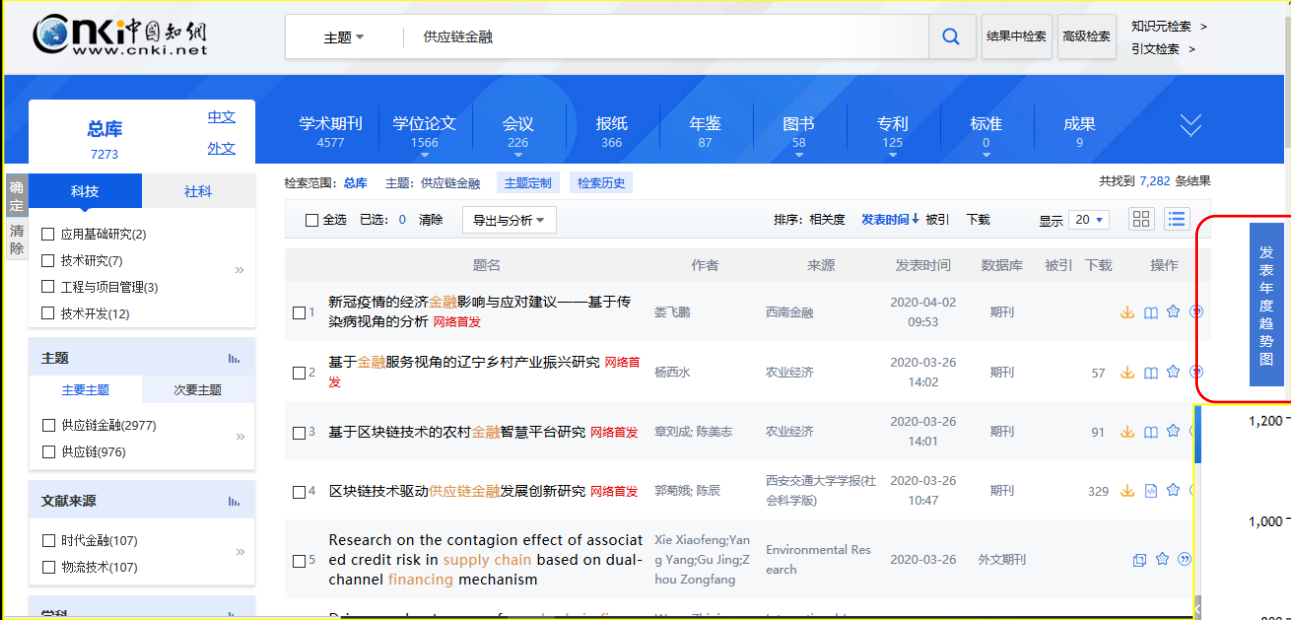 CNKI中国知网
www.cnki.net
主题
供应链金融
结果中检索
高级检索
知识元检索 >
引文检索 >
总库
7273
中文
外文
学术期刊
4577
学位论文
1566
会议
226
报纸
366
年鉴
87
图书
58
专利
125
标准
0
成果
9
确定
清除
科技
社科
应用基础研究(2)
技术研究(7)
工程与项目管理(3)
技术开发(12)
»
主题
主要主题
次要主题
供应链金融(2977)
供应链(976)
»
文献来源
时代金融(107)
物流技术(107)
»
学科
检索范围：总库 主题：供应链金融 主题定制 检索历史
共找到 7,282 条结果
全选 已选：0 清除 导出与分析
排序：相关度 发表时间↓ 被引 下载
显示 20
题名 作者 来源 发表时间 数据库 被引 下载 操作
1 新冠疫情的经济金融影响与应对建议——基于传
染病视角的分析 网络首发
娄飞鹏
西南金融
2020-04-02
09:53
期刊
2 基于金融服务视角的辽宁乡村产业振兴研究 网络首
发
杨西水
农业经济
2020-03-26
14:02
期刊
57
3 基于区块链技术的农村金融智慧平台研究 网络首发
章刘成; 陈美志
农业经济
2020-03-26
14:01
期刊
91
4 区块链技术驱动供应链金融发展创新研究 网络首发
郭菊娥; 陈辰
西安交通大学学报(社
会科学版)
2020-03-26
10:47
期刊
329
5 Research on the contagion effect of associat
ed credit risk in supply chain based on dual-
channel financing mechanism
Xie Xiaofeng;Yan
g Yang;Gu Jing;Z
hou Zongfang
Environmental Res
earch
2020-03-26
外文期刊
发表年度趋势图
1,200
1,000